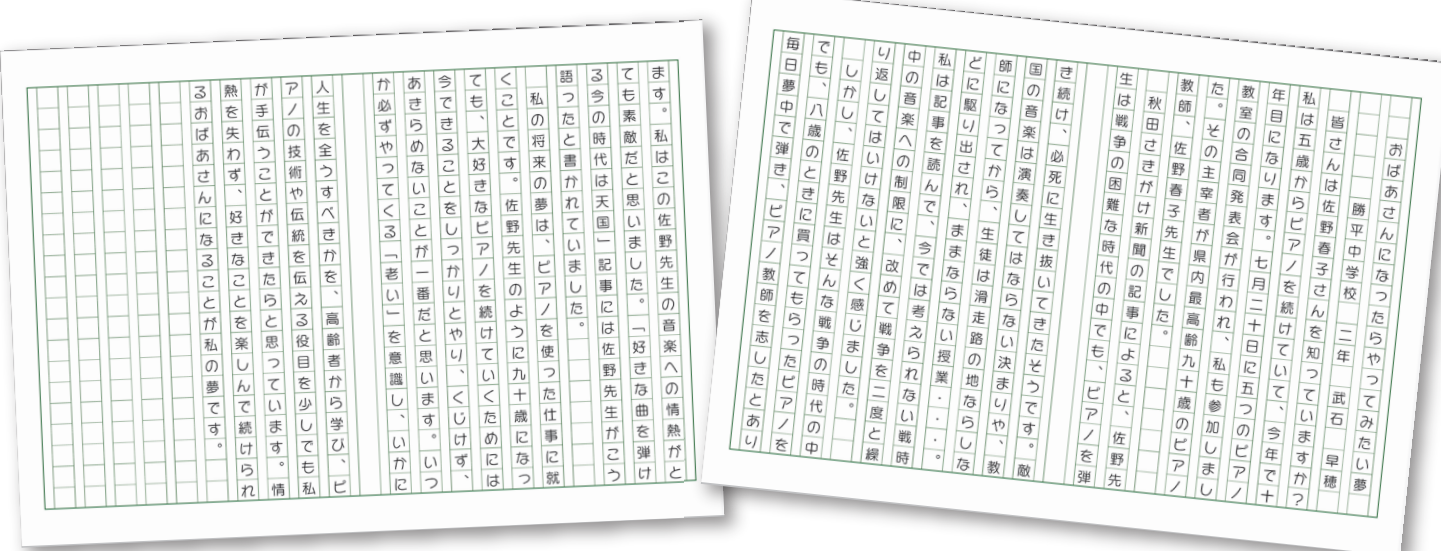 おばあさんになったらやってみたい夢
勝平中学校　二年　武石　早穂
皆さんは佐野春子さんを知っていますか？
私は五歳からピアノを続けていて、今年で十
年目になります。七月二十日に五つのピアノ
教室の合同発表会が行われ、私も参加しまし
た。その主宰者が県内最高齢九十歳のピアノ
教師、佐野春子先生でした。
秋田さきがけ新聞の記事によると、佐野先
生は戦争の困難な時代の中でも、ピアノを弾
き続け、必死に生き抜いてきたそうです。敵
国の音楽は演奏してはならない決まりや、教
師になってから、生徒は滑走路の地ならしな
どに駆り出され、ままならない授業・・・・。
私は記事を読んで、今では考えられない戦時
中の音楽への制限に、改めて戦争を二度と繰
り返してはいけないと強く感じました。
しかし、佐野先生はそんな戦争の時代の中
でも、八歳のときに買ってもらったピアノを
毎日夢中で弾き、ピアノ教師を志したとあり
ます。私はこの佐野先生の音楽への情熱がと
ても素敵だと思いました。「好きな曲を弾け
る今の時代は天国」記事には佐野先生がこう
語ったと書かれていました。
私の将来の夢は、ピアノを使った仕事に就
くことです。佐野先生のように九十歳になっ
ても、大好きなピアノを続けていくためには
今できることをしっかりとやり、くじけず、
あきらめないことが一番だと思います。いつ
か必ずやってくる「老い」を意識し、いかに
人生を全うすべきかを、高齢者から学び、ピ
アノの技術や伝統を伝える役目を少しでも私
が手伝うことができたらと思っています。情
熱を失わず、好きなことを楽しんで続けられ
るおばあさんになることが私の夢です。